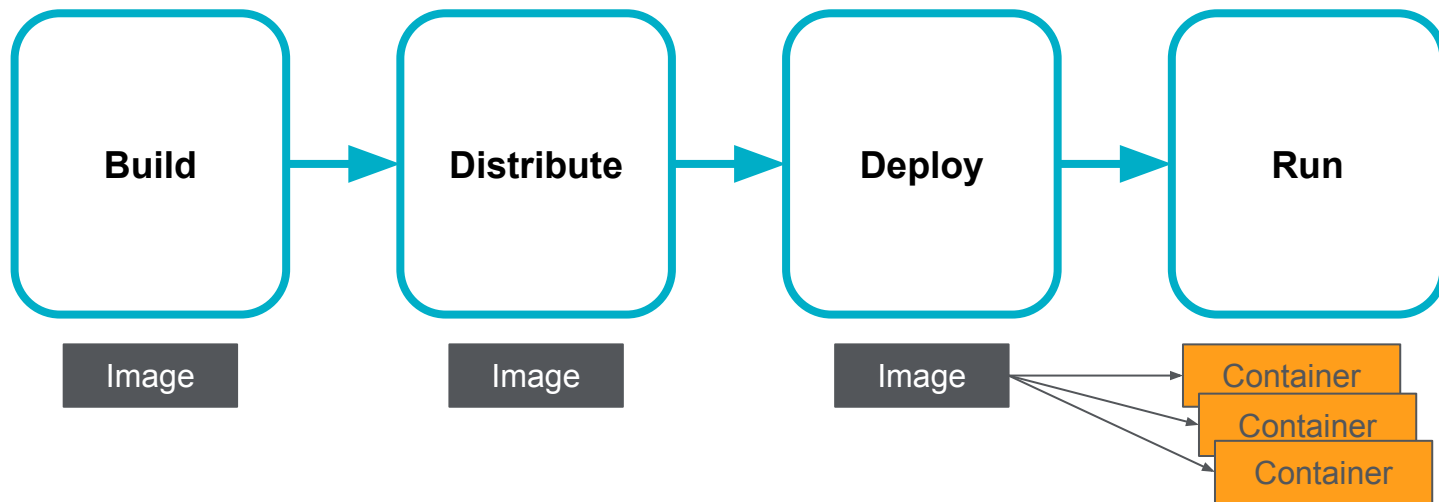 Build
Distribute
Deploy
Run
Image
Image
Image
Container
Container
Container